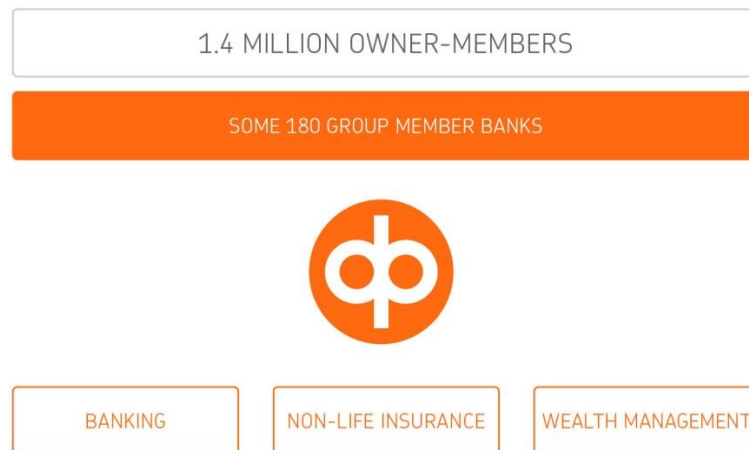 1.4 MILLION OWNER-MEMBERS
SOME 180 GROUP MEMBER BANKS
BANKING
NON-LIFE INSURANCE
WEALTH MANAGEMENT